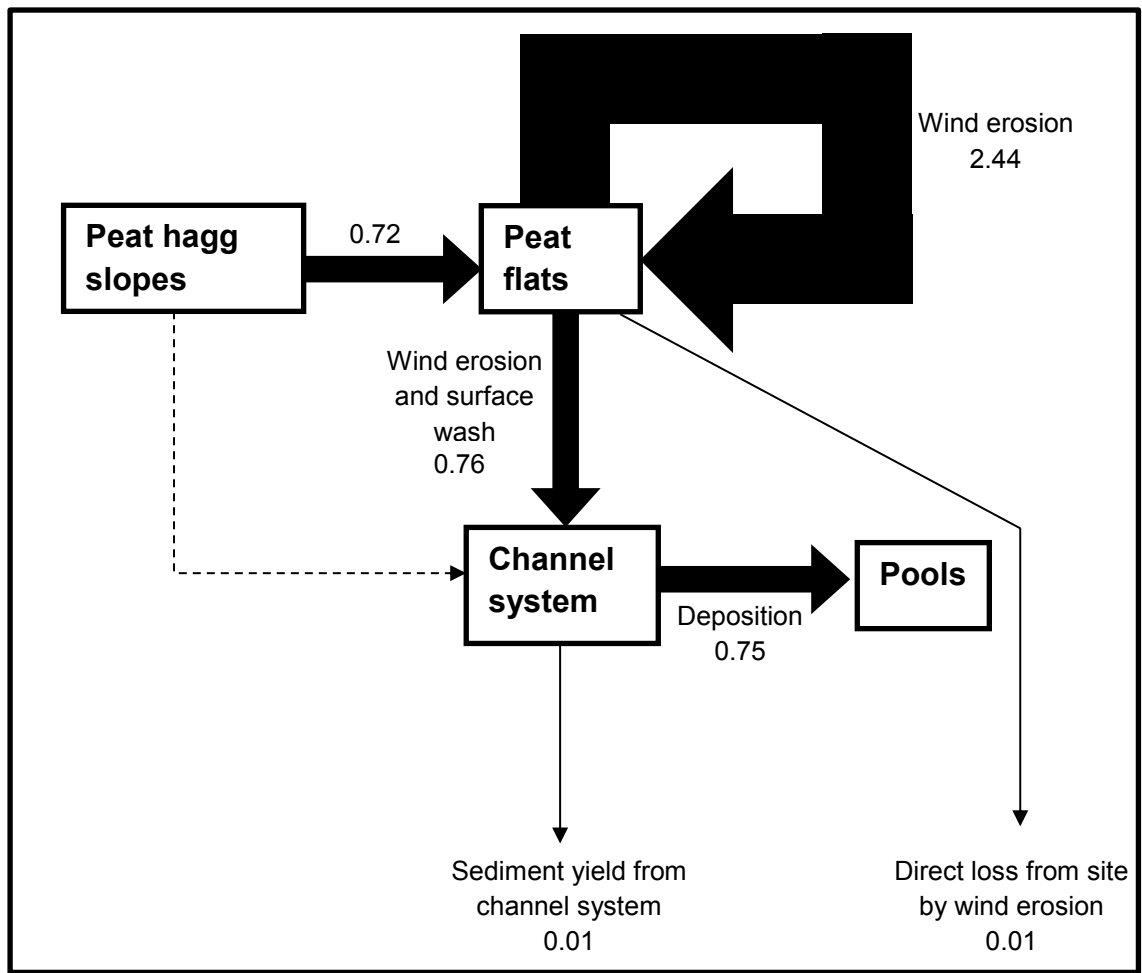 Wind erosion
2.44
Peat hagg
slopes
0.72
Peat
flats
Wind erosion
and surface
wash
0.76
Channel
system
Deposition
0.75
Pools
Sediment yield from
channel system
0.01
Direct loss from site
by wind erosion
0.01